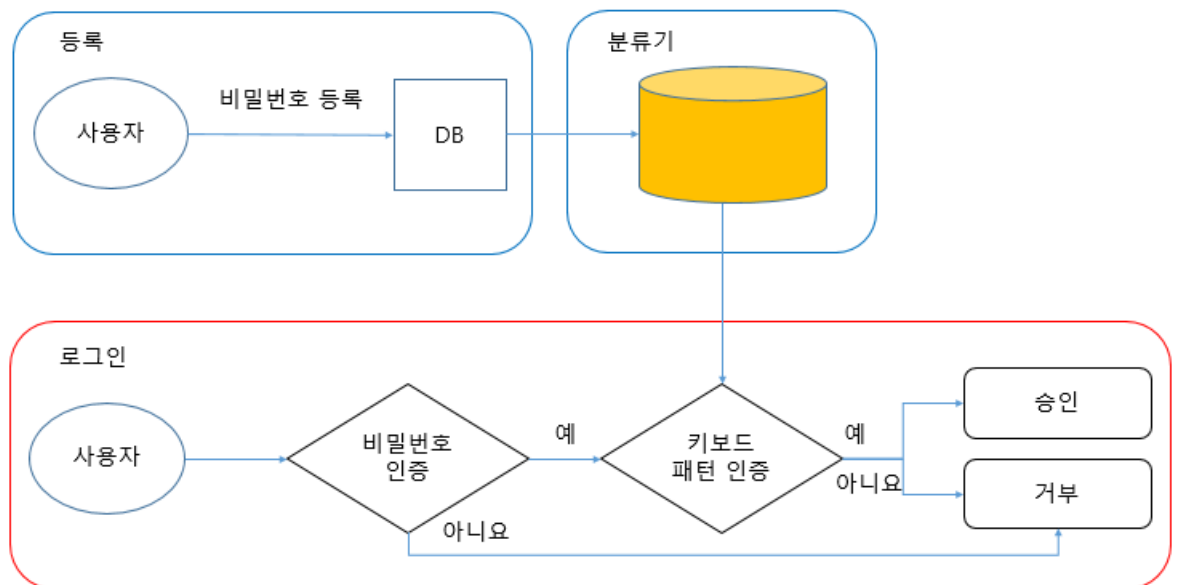 등록
분류기
사용자
비밀번호 등록
DB
로그인
사용자
비밀번호
인증
예
키보드
패턴 인증
예
아니요
승인
거부
아니요